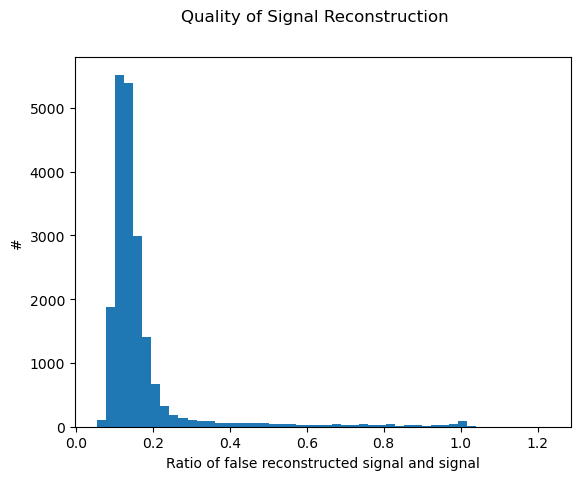 Quality of Signal Reconstruction
5000
4000
3000
2000
1000
0
#
0.0 0.2 0.4 0.6 0.8 1.0 1.2
Ratio of false reconstructed signal and signal